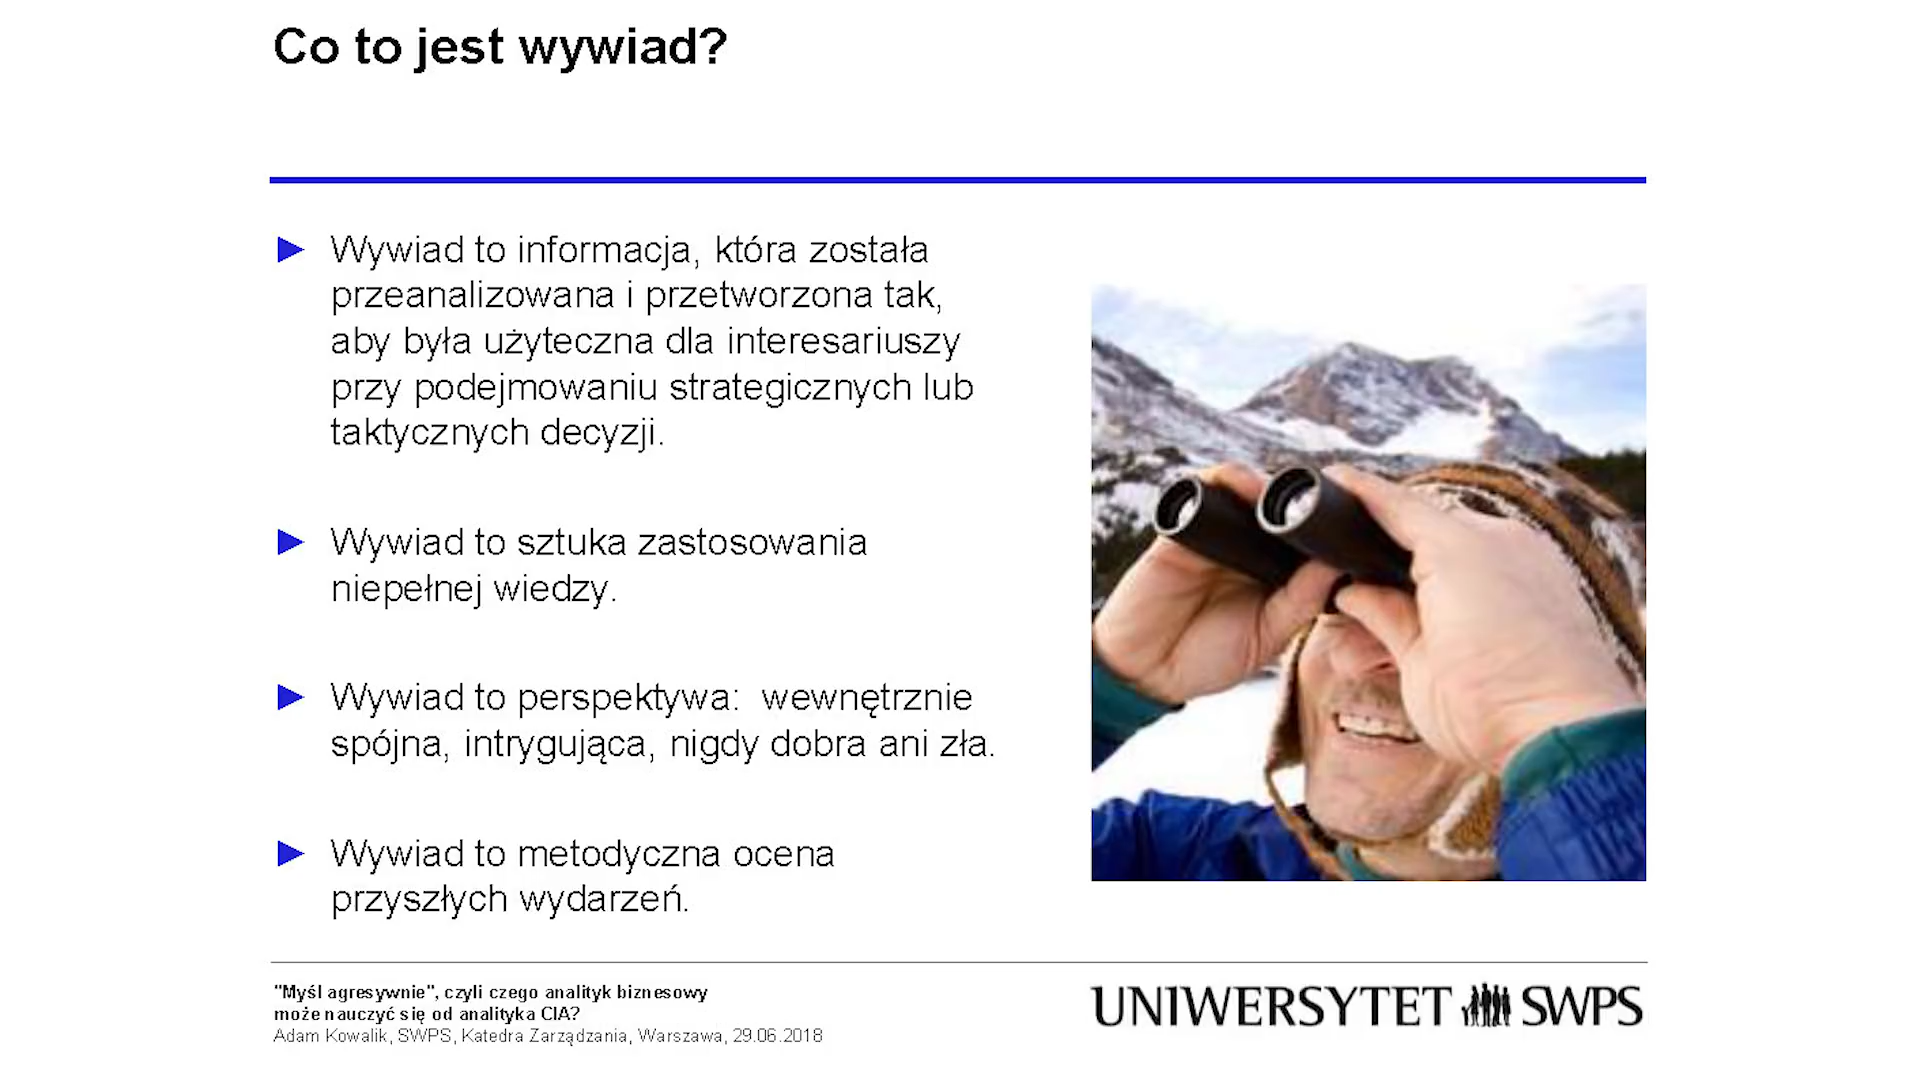 Co to jest wywiad?
► Wywiad to informacja, która została
przeanalizowana i przetworzona tak,
aby była użyteczna dla interesariuszy
przy podejmowaniu strategicznych lub
taktycznych decyzji.
► Wywiad to sztuka zastosowania
niepełnej wiedzy.
► Wywiad to perspektywa:  wewnętrznie
spójna, intrygująca, nigdy dobra ani zła.
► Wywiad to metodyczna ocena
przyszłych wydarzeń.
"Myśl agresywnie", czyli czego analityk biznesowy
może nauczyć się od analityka CIA?
Adam Kowalik, SWPS, Katedra Zarządzania, Warszawa, 29.06.2018
UNIWERSYTET SWPS